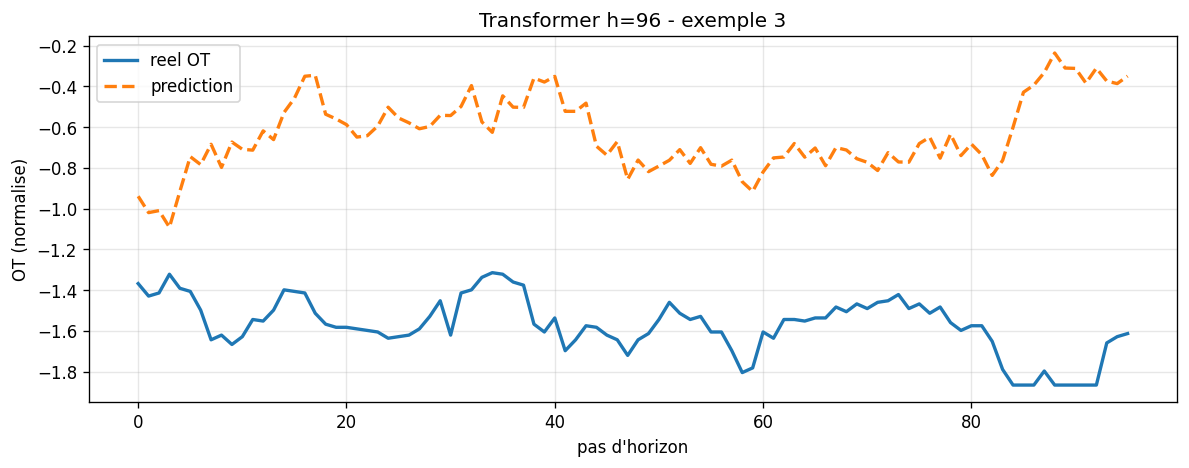 Transformer h=96 - exemple 3
reel OT
prediction
OT (normalise)
−0.2
−0.4
−0.6
−0.8
−1.0
−1.2
−1.4
−1.6
−1.8
0
20
40
60
80
pas d'horizon